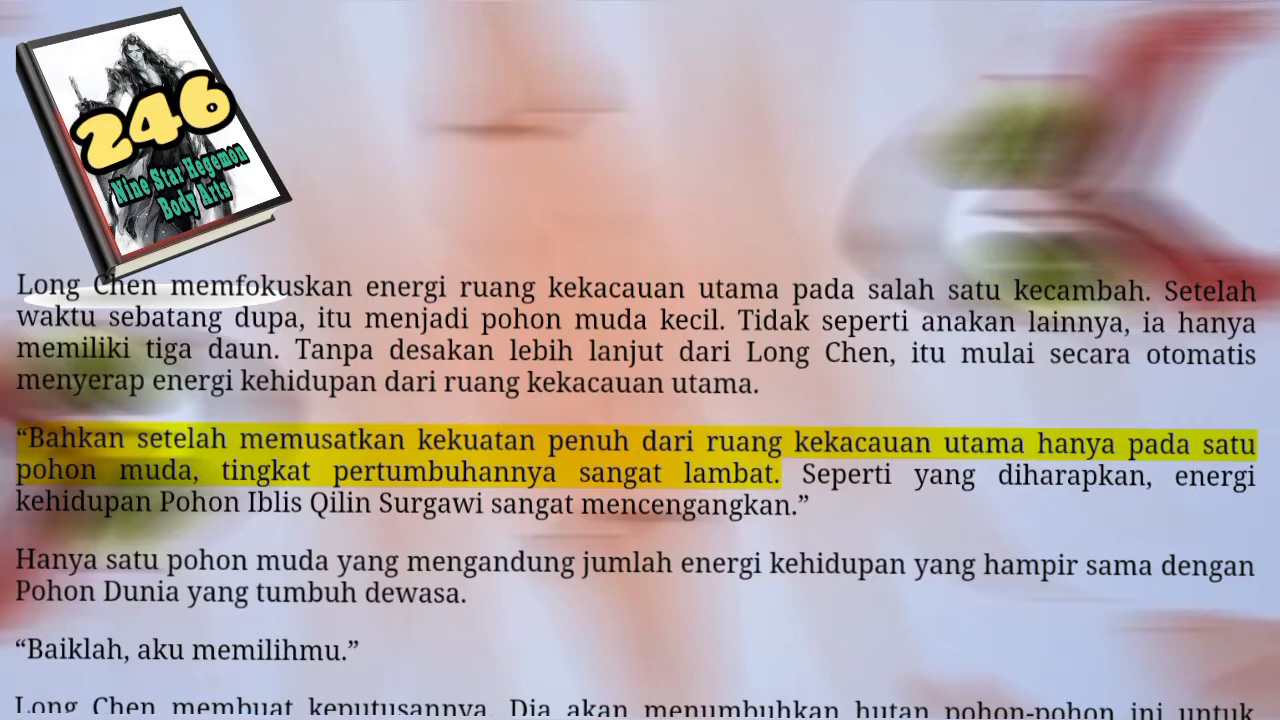 246
Nine Star Hegemon
Body Arts
Long Chen memfokuskan energi ruang kekacauan utama pada salah satu kecambah. Setelah
waktu sebatang dupa, itu menjadi pohon muda kecil. Tidak seperti anakan lainnya, ia hanya
memiliki tiga daun. Tanpa desakan lebih lanjut dari Long Chen, itu mulai secara otomatis
menyerap energi kehidupan dari ruang kekacauan utama.
“Bahkan setelah memusatkan kekuatan penuh dari ruang kekacauan utama hanya pada satu
pohon muda, tingkat pertumbuhannya sangat lambat. Seperti yang diharapkan, energi
kehidupan Pohon Iblis Qilin Surgawi sangat mencengangkan.”
Hanya satu pohon muda yang mengandung jumlah energi kehidupan yang hampir sama dengan
Pohon Dunia yang tumbuh dewasa.
“Baiklah, aku memilihmu.”
Long Chen membuat keputusannya. Dia akan menumbuhkan hutan pohon-pohon ini untuk